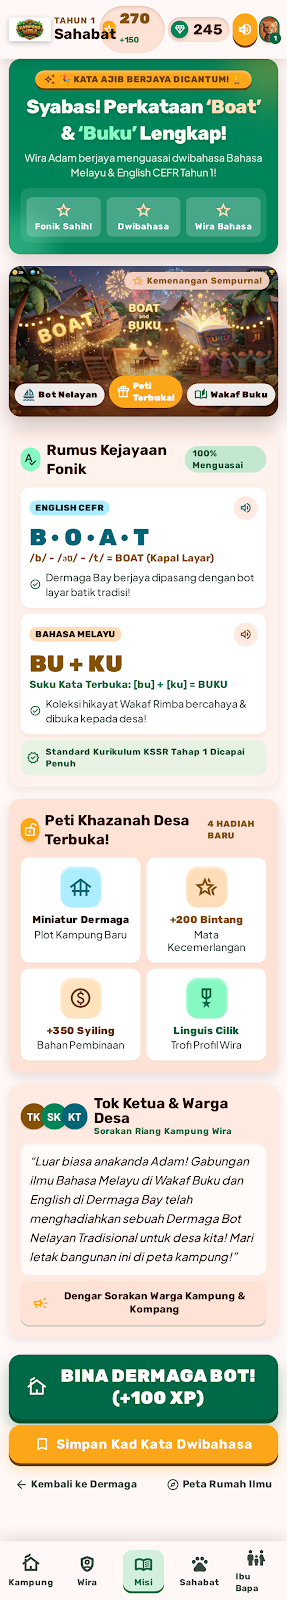 TAHUN 1
Sahabat
270
+150
245
1
🎉 KATA AJIB BERJAYA DICANTUM! 🏆
Syabas! Perkataan ‘Boat’
& ‘Buku’ Lengkap!
Wira Adam berjaya menguasai dwibahasa Bahasa
Melayu & English CEFR Tahun 1!
Fonik Sahih!
Dwibahasa
Wira Bahasa
Kemenangan Sempurna!
BOAT
BOAT
and
BUKU
BUKU
Bot Nelayan
Peti
Terbuka!
Wakaf Buku
Rumus Kejayaan
Fonik
100%
Menguasai
ENGLISH CEFR
B • O • A • T
/b/ - /əʊ/ - /t/ = BOAT (Kapal Layar)
Dermaga Bay berjaya dipasang dengan bot
layar batik tradisi!
BAHASA MELAYU
BU + KU
Suku Kata Terbuka: [bu] + [ku] = BUKU
Koleksi hikayat Wakaf Rimba bercahaya &
dibuka kepada desa!
Standard Kurikulum KSSR Tahap 1 Dicapai
Penuh
Peti Khazanah Desa
Terbuka!
4 HADIAH
BARU
Miniatur Dermaga
Plot Kampung Baru
+200 Bintang
Mata
Kecemerlangan
+350 Syiling
Bahan Pembinaan
Linguis Cilik
Trofi Profil Wira
TK
SK
KT
Tok Ketua & Warga
Desa
Sorakan Riang Kampung Wira
“Luar biasa anakanda Adam! Gabungan
ilmu Bahasa Melayu di Wakaf Buku dan
English di Dermaga Bay telah
menghadiahkan sebuah Dermaga Bot
Nelayan Tradisional untuk desa kita! Mari
letak bangunan ini di peta kampung!”
Dengar Sorakan Warga Kampung &
Kompang
BINA DERMAGA BOT!
(+100 XP)
Simpan Kad Kata Dwibahasa
Kembali ke Dermaga
Peta Rumah Ilmu
Kampung
Wira
Misi
Sahabat
Ibu
Bapa